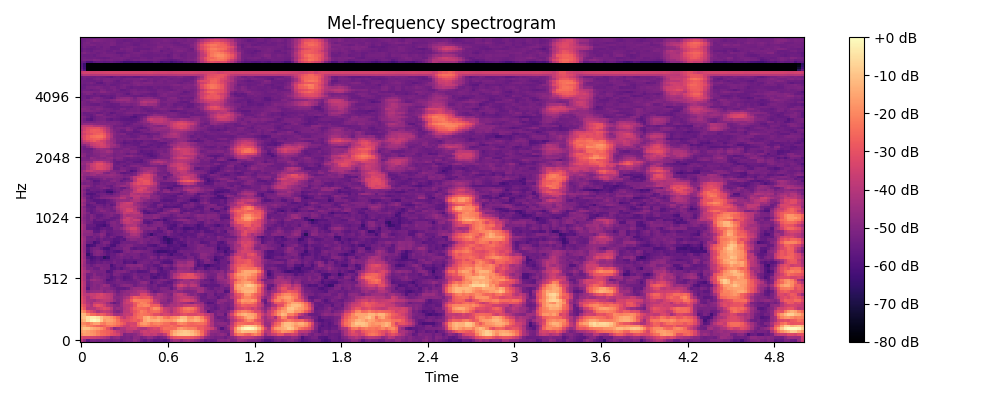 Mel-frequency spectrogram
+0 dB
-10 dB
4096
-20 dB
-30 dB
2048
Hz
-40 dB
1024
-50 dB
-60 dB
512
-70 dB
0
-80 dB
0 0.6 1.2 1.8 2.4 3 3.6 4.2 4.8
Time